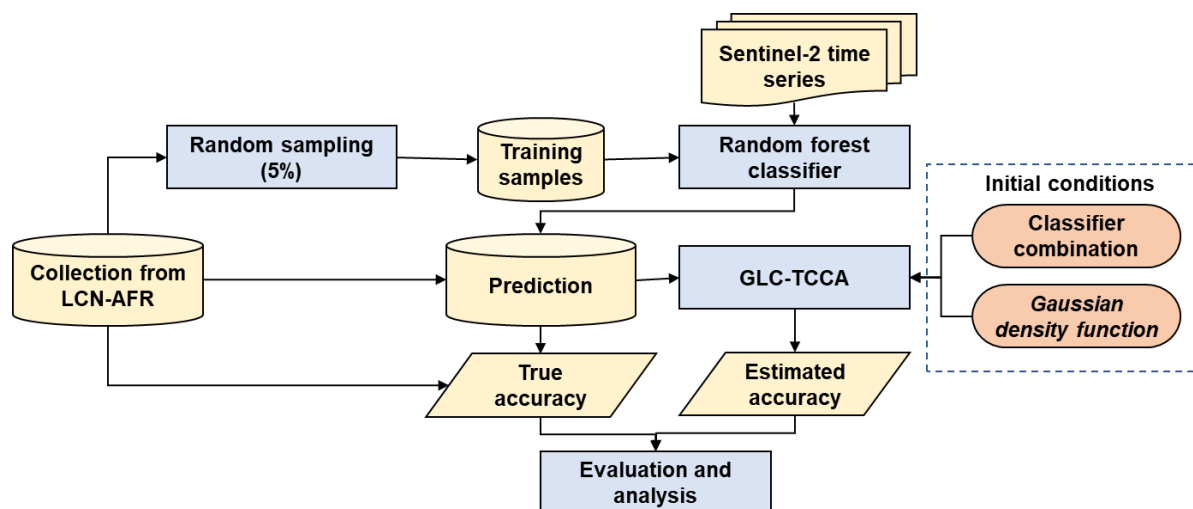 Sentinel-2 time
series
Random sampling
(5%)
Training
samples
Random forest
classifier
Initial conditions
Classifier
combination
Collection from
LCN-AFR
Prediction
GLC-TCCA
Gaussian
density function
True
accuracy
Estimated
accuracy
Evaluation and
analysis